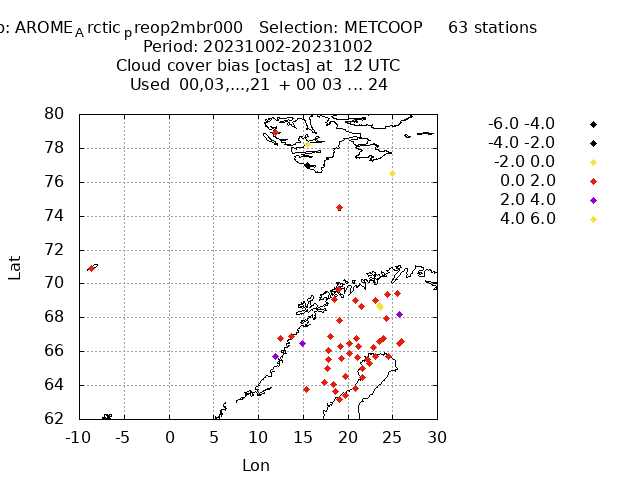 p: AROME_A rctic_p reop2mbr000 Selection: METCOOP 63 stations
Period: 20231002-20231002
Cloud cover bias [octas] at 12 UTC
Used 00,03,...,21 + 00 03 ... 24
80
78
76
74
72
70
68
66
64
62
-10 -5 0 5 10 15 20 25 30
Lat
Lon
-6.0 -4.0
-4.0 -2.0
-2.0 0.0
0.0 2.0
2.0 4.0
4.0 6.0